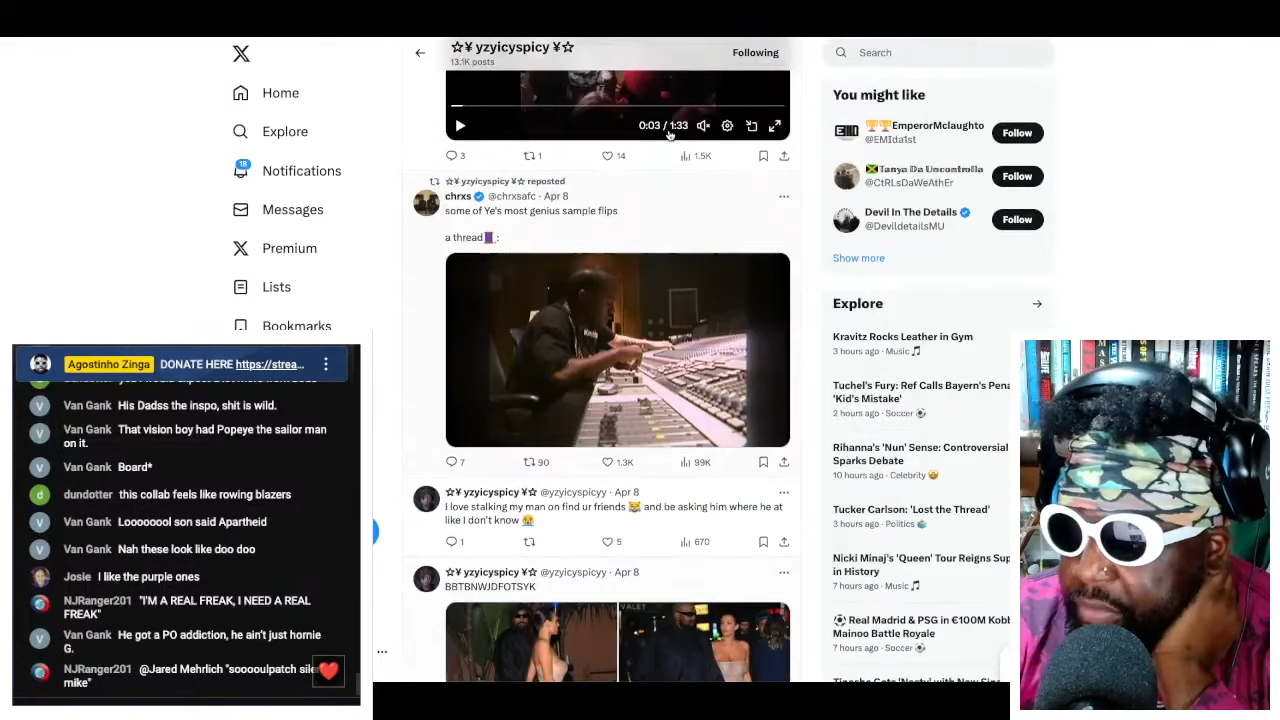 Home
Explore
18
Notifications
Messages
Premium
Lists
Bookmarks
☆¥ yzyicyspicy ¥☆
13.1K posts
Following
0:03 / 1:33
3
1
14
1.5K
☆¥ yzyicyspicy ¥☆ reposted
chrxs @chrxsafc · Apr 8
some of Ye's most genius sample flips
a thread :
7
90
1.3K
99K
☆¥ yzyicyspicy ¥☆ @yzyicyspicyy · Apr 8
I love stalking my man on find ur friends 😹 and be asking him where he at
like I don't know 😭
1
5
670
☆¥ yzyicyspicy ¥☆ @yzyicyspicyy · Apr 8
BBTBNWJDFOTSYK
VALET
Search
You might like
🏆🏆EmperorMclaughto
@EMIda1st
Follow
🇯🇲Tanya Da Uncontrolla
@CtRLsDaWeAthEr
Follow
Devil In The Details
@DevildetailsMU
Follow
Show more
Explore
Kravitz Rocks Leather in Gym
3 hours ago · Music 🎵
Tuchel's Fury: Ref Calls Bayern's Pena
'Kid's Mistake'
2 hours ago · Soccer ⚽
Rihanna's 'Nun' Sense: Controversial
Sparks Debate
10 hours ago · Celebrity 🤩
Tucker Carlson: 'Lost the Thread'
3 hours ago · Politics 🗳
Nicki Minaj's 'Queen' Tour Reigns Sup
in History
7 hours ago · Music 🎵
⚽ Real Madrid & PSG in €100M Kobb
Mainoo Battle Royale
7 hours ago · Soccer ⚽
Agostinho Zinga DONATE HERE https://strea...
Van Gank His Dadss the inspo, shit is wild.
Van Gank That vision boy had Popeye the sailor man
on it.
Van Gank Board*
dundotter this collab feels like rowing blazers
Van Gank Looooooool son said Apartheid
Van Gank Nah these look like doo doo
Josie I like the purple ones
NJRanger201 "I'M A REAL FREAK, I NEED A REAL
FREAK"
Van Gank He got a PO addiction, he ain't just hornie
G.
NJRanger201 @Jared Mehrlich "sooooulpatch sile
mike"